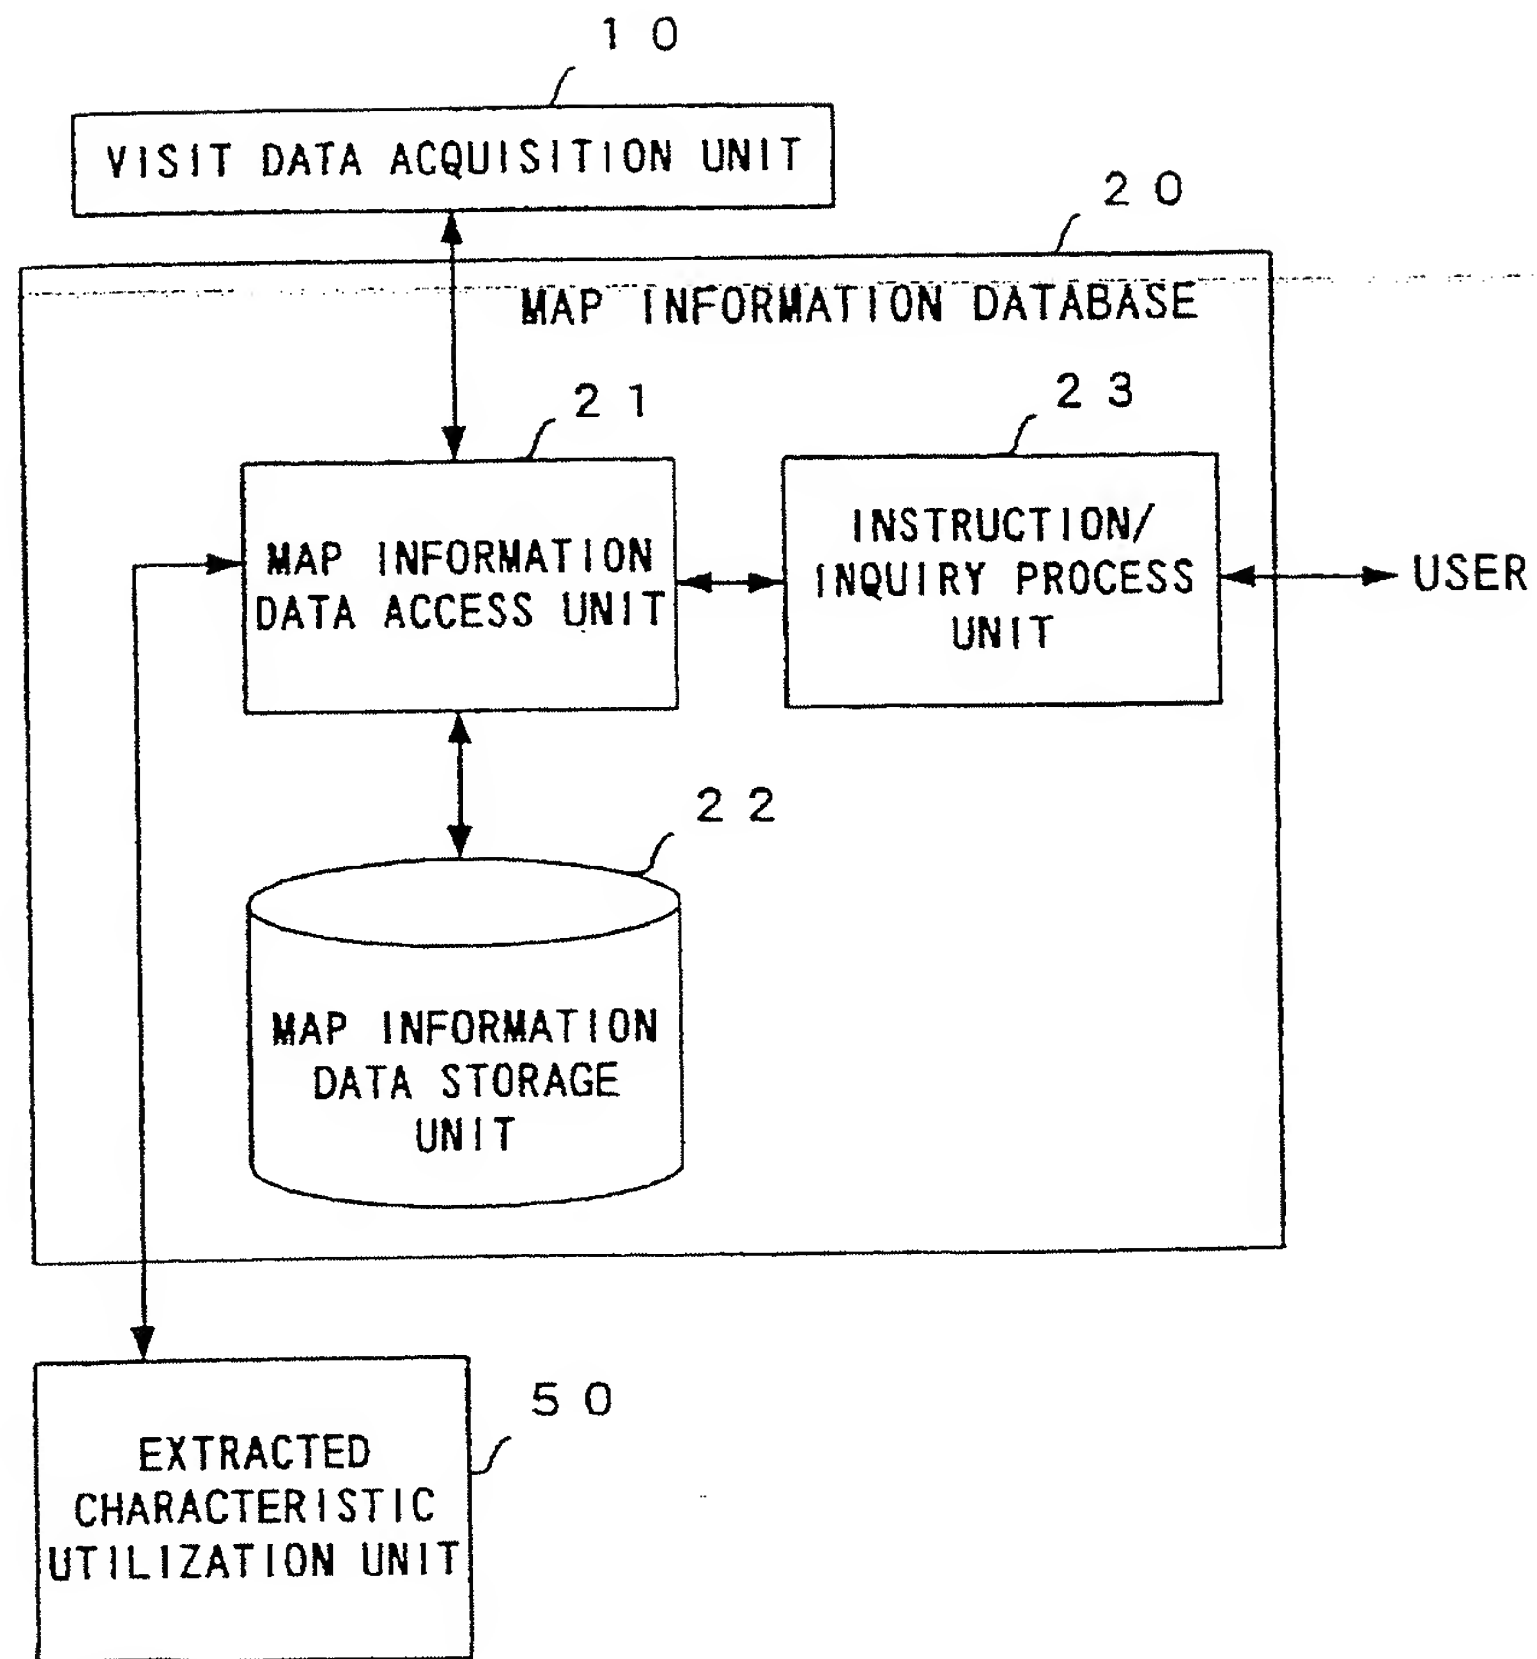 10
VISIT DATA ACQUISITION UNIT
20
MAP INFORMATION DATABASE
21
23
MAP INFORMATION
DATA ACCESS UNIT
INSTRUCTION/
INQUIRY PROCESS
UNIT
USER
22
MAP INFORMATION
DATA STORAGE
UNIT
50
EXTRACTED
CHARACTERISTIC
UTILIZATION UNIT